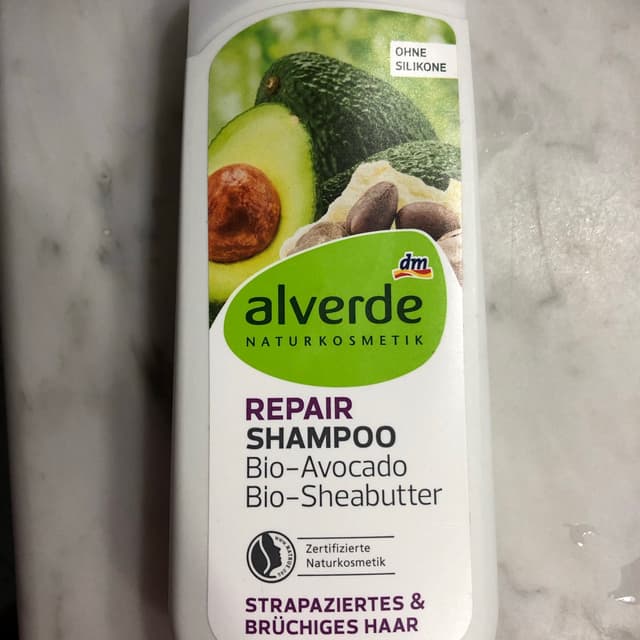 OHNE
SILIKONE
dm
alverde
NATURKOSMETIK
REPAIR
SHAMPOO
Bio-Avocado
Bio-Sheabutter
Zertifizierte
Naturkosmetik
STRAPAZIERTES &
BRÜCHIGES HAAR